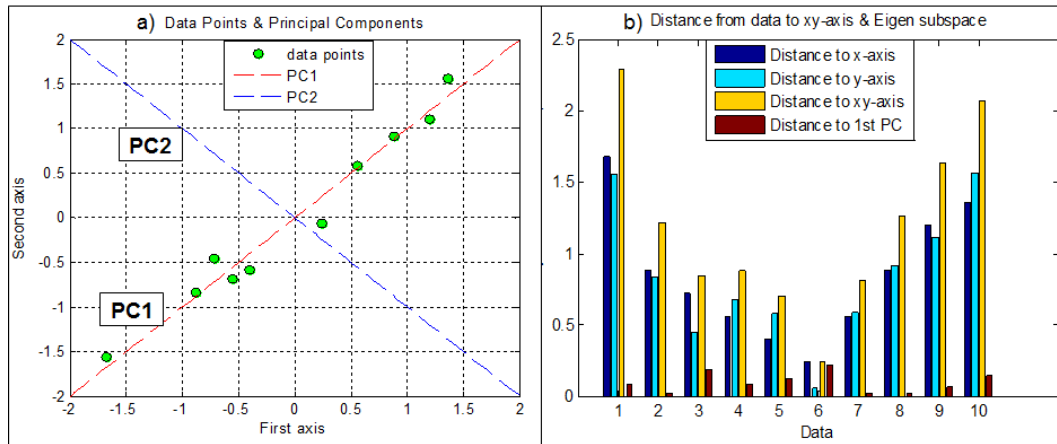 a) Data Points & Principal Components
2
1.5
1
0.5
0
-0.5
-1
-1.5
-2
Second axis
data points
PC1
PC2
PC2
PC1
-2
-1.5
-1
-0.5
0
0.5
1
1.5
2
First axis
b) Distance from data to xy-axis & Eigen subspace
2.5
2
1.5
1
0.5
0
Distance to x-axis
Distance to y-axis
Distance to xy-axis
Distance to 1st PC
1
2
3
4
5
6
7
8
9
10
Data